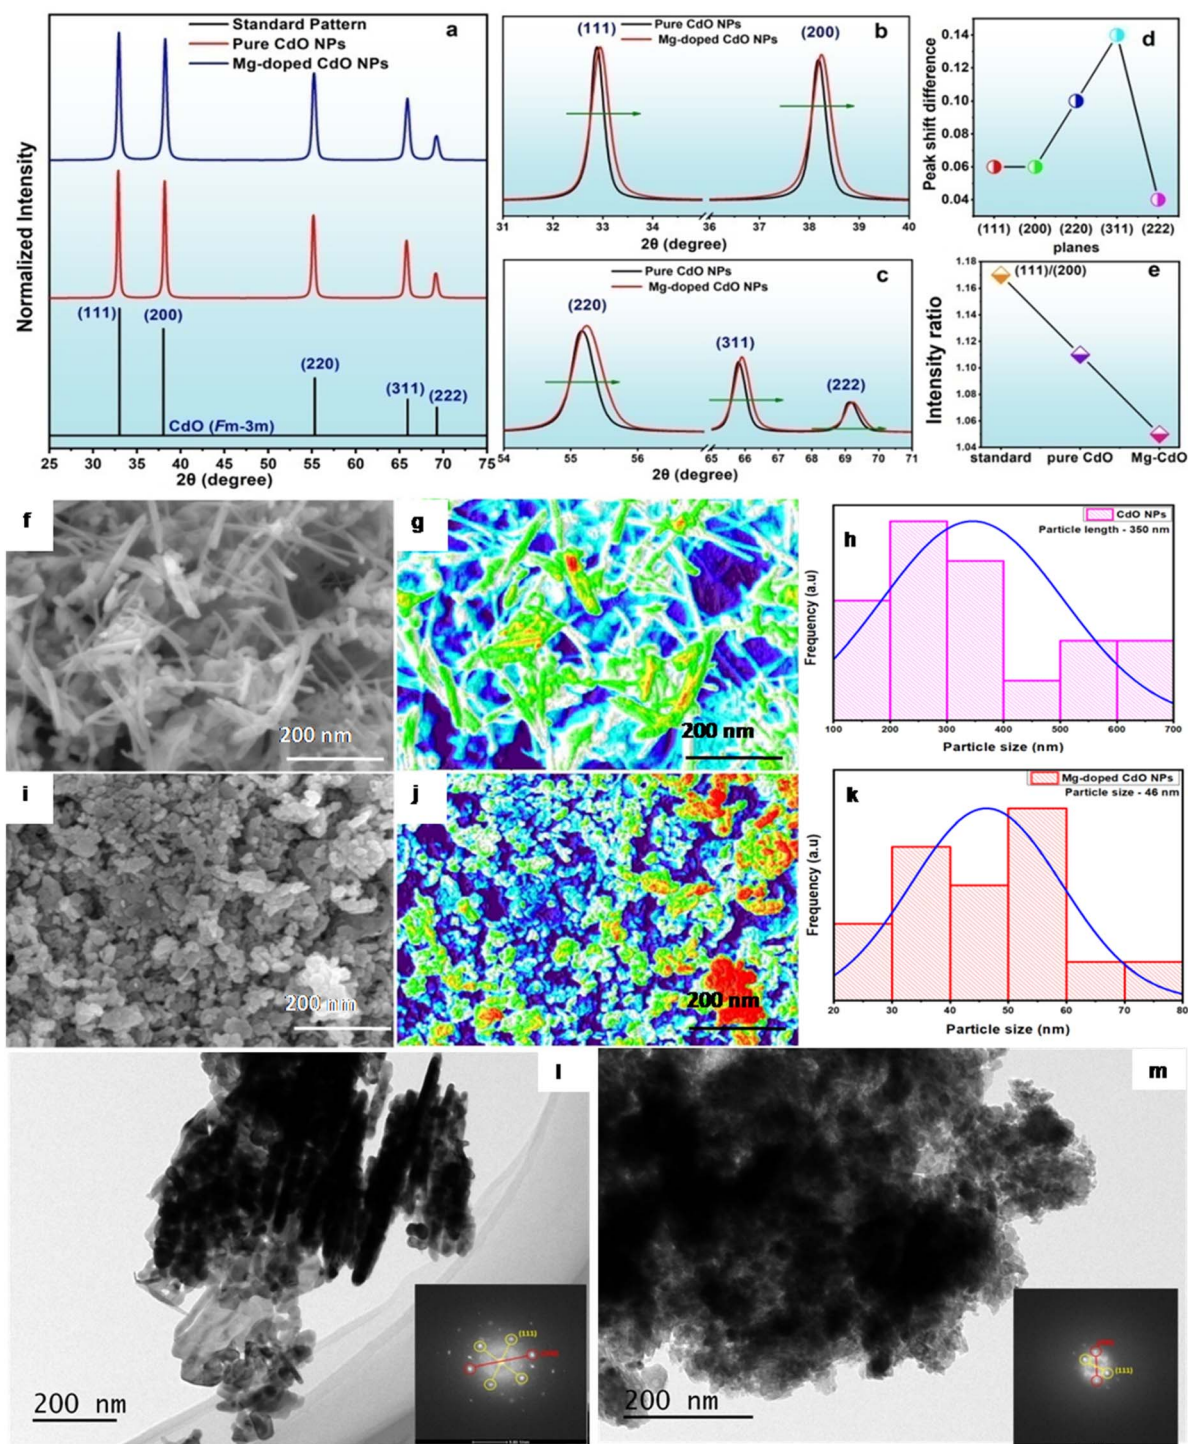 Standard Pattern
Pure CdO NPs
Mg-doped CdO NPs
a
Normalized Intensity
(111)
(200)
(220)
(311)
(222)
CdO (Fm-3m)
25 30 35 40 45 50 55 60 65 70 75
2θ (degree)
Pure CdO NPs
Mg-doped CdO NPs
b
(111)
(200)
31 32 33 34 35 36 37 38 39 40
2θ (degree)
Pure CdO NPs
Mg-doped CdO NPs
c
(220)
(311)
(222)
54 55 56 65 66 67 68 69 70 71
2θ (degree)
2θ (degree)
d
Peak shift difference
0.14
0.12
0.10
0.08
0.06
0.04
(111) (200) (220) (311) (222)
planes
e
(111)/(200)
Intensity ratio
1.18
1.16
1.14
1.12
1.10
1.08
1.06
1.04
standard pure CdO Mg-CdO
f
200 nm
g
200 nm
h
CdO NPs
Particle length - 350 nm
Frequency (a.u)
100 200 300 400 500 600 700
Particle size (nm)
i
200 nm
j
200 nm
k
Mg-doped CdO NPs
Particle size - 46 nm
Frequency (a.u)
20 30 40 50 60 70 80
Particle size (nm)
l
200 nm
(111)
m
200 nm
(111)